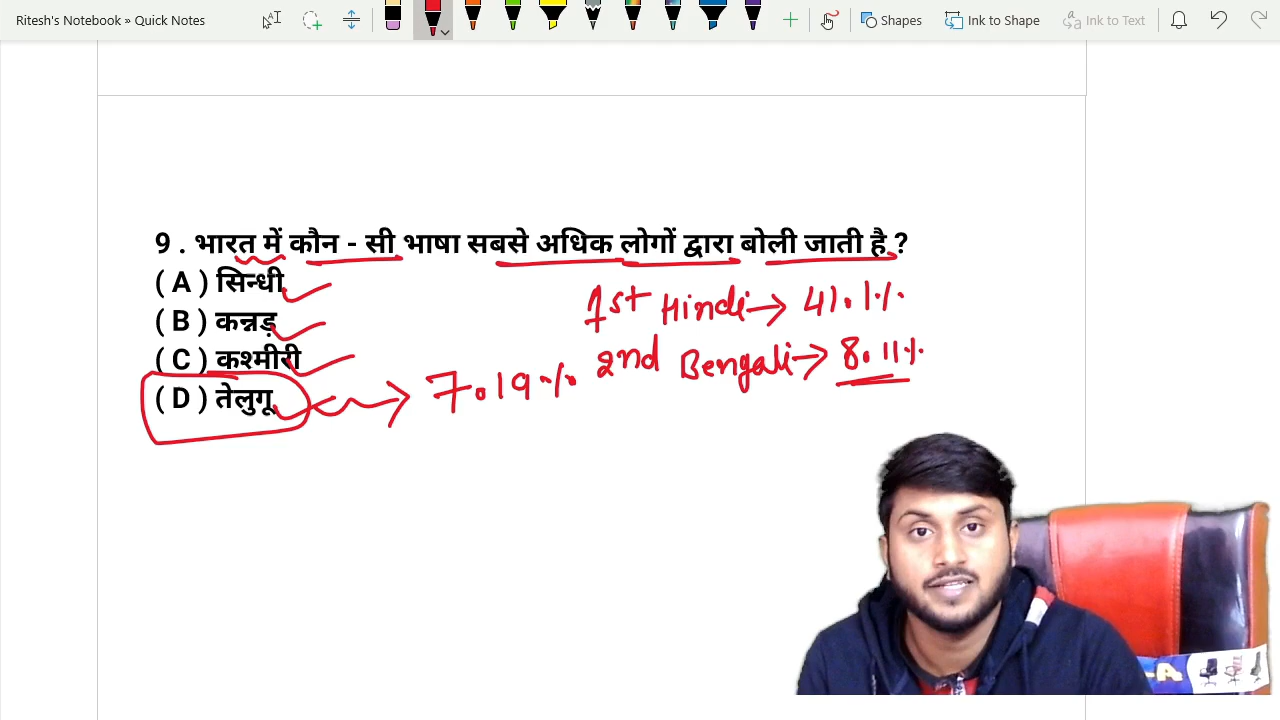 Ritesh's Notebook » Quick Notes
Shapes
Ink to Shape
Ink to Text
9 . भारत में कौन - सी भाषा सबसे अधिक लोगों द्वारा बोली जाती है ?
( A ) सिन्धी
( B ) कन्नड़
( C ) कश्मीरी
( D ) तेलुगू
1st Hindi → 41.1%
2nd Bengali → 8.11%
→ 7.19%
-A